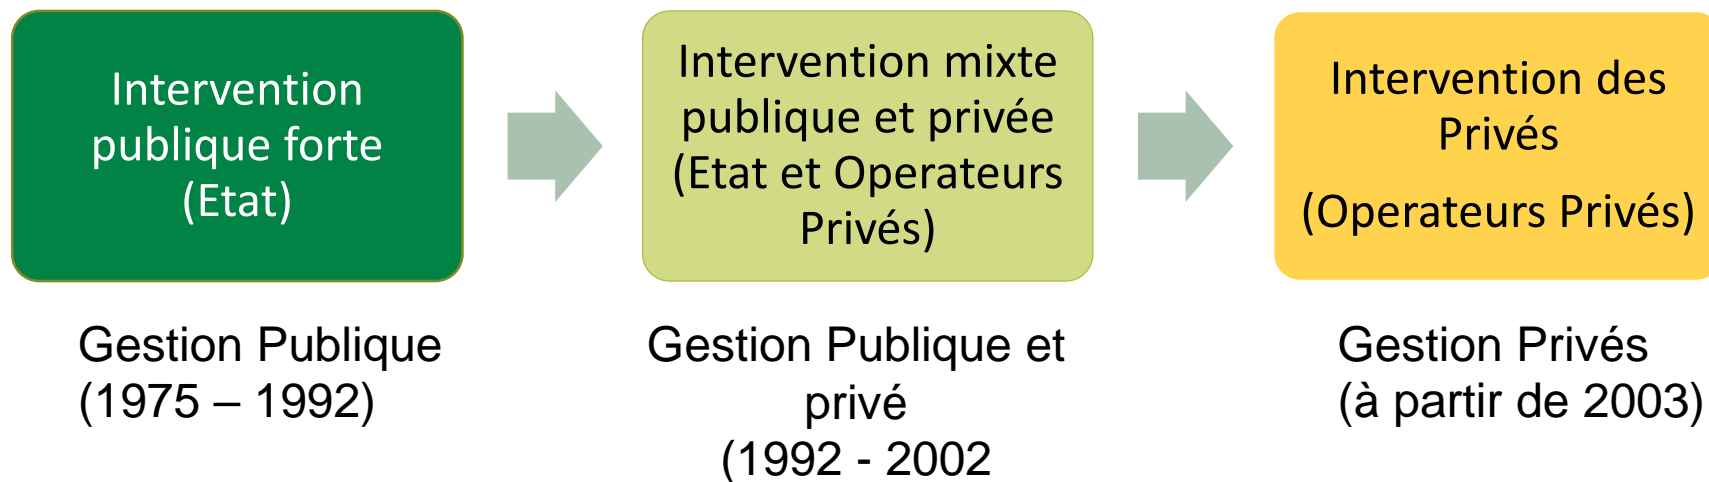 Intervention
publique forte
(Etat)
Intervention mixte
publique et privée
(Etat et Operateurs
Privés)
Intervention des
Privés
(Operateurs Privés)
Gestion Publique
(1975 – 1992)
Gestion Publique et
privé
(1992 - 2002
Gestion Privés
(à partir de 2003)